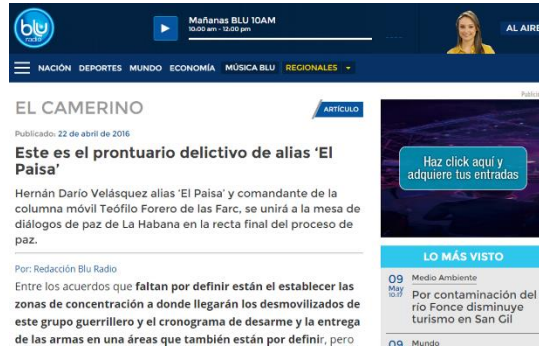 blu
radio
Mañanas BLU 10AM
10:00 am - 12:00 pm
AL AIRE
NACIÓN DEPORTES MUNDO ECONOMÍA MÚSICA BLU REGIONALES
EL CAMERINO
ARTÍCULO
Publicado: 22 de abril de 2016
Este es el prontuario delictivo de alias ‘El
Paisa’
Hernán Darío Velásquez alias ‘El Paisa’ y comandante de la
columna móvil Teófilo Forero de las Farc, se unirá a la mesa de
diálogos de paz de La Habana en la recta final del proceso de
paz.
Por: Redacción Blu Radio
Entre los acuerdos que faltan por definir están el establecer las
zonas de concentración a donde llegarán los desmovilizados de
este grupo guerrillero y el cronograma de desarme y la entrega
de las armas en una áreas que también están por definir, pero
Haz click aquí y
adquiere tus entradas
LO MÁS VISTO
09
May
Medio Ambiente
Por contaminación del
río Fonce disminuye
turismo en San Gil
09 Mundo